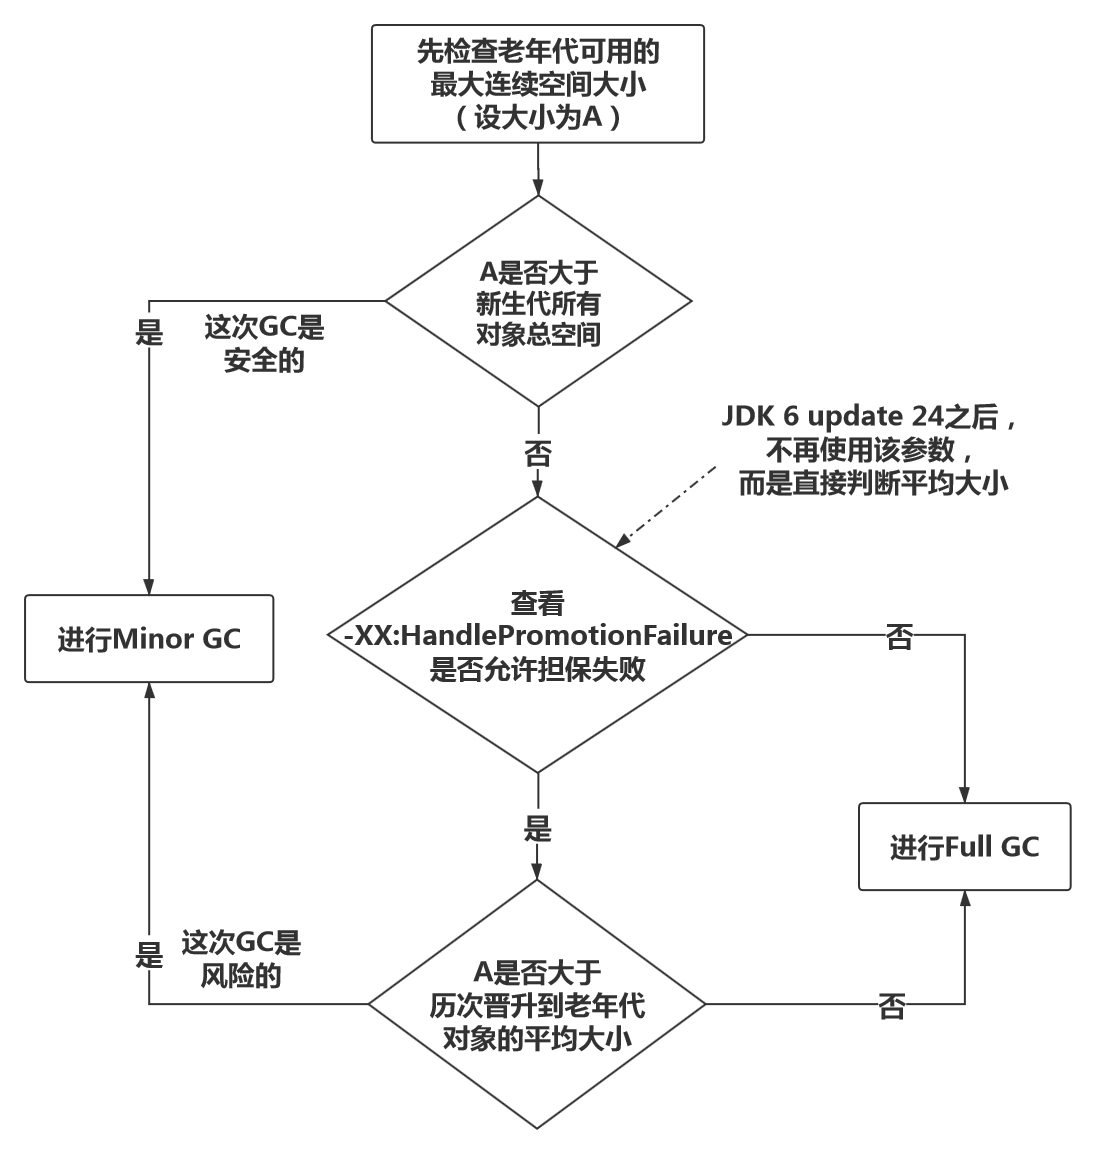 先检查老年代可用的
最大连续空间大小
（设大小为A）
A是否大于
新生代所有
对象总空间
是
这次GC是
安全的
否
JDK 6 update 24之后，
不再使用该参数，
而是直接判断平均大小
查看
-XX:HandlePromotionFailure
是否允许担保失败
否
进行Minor GC
是
进行Full GC
A是否大于
历次晋升到老年代
对象的平均大小
是
这次GC是
风险的
否